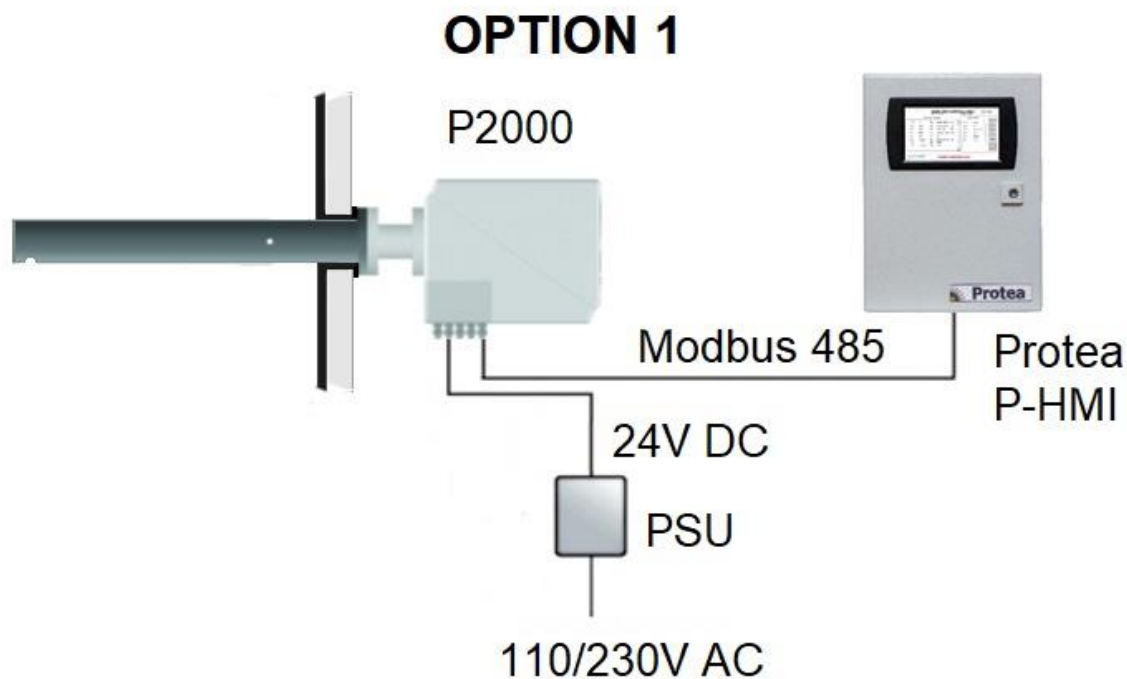 OPTION 1
P2000
Protea
Modbus 485
Protea
P-HMI
24V DC
PSU
110/230V AC